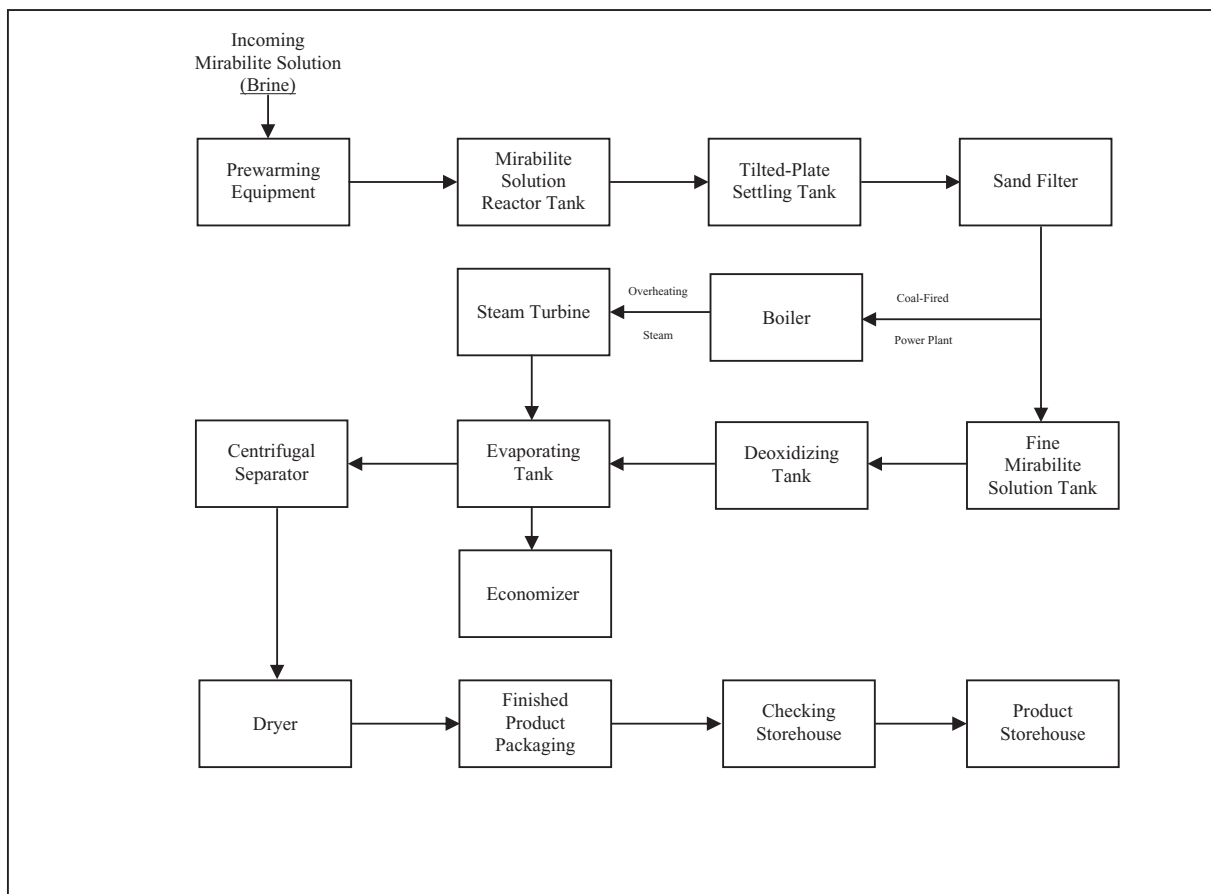 Incoming
Mirabilite Solution
(Brine)
Prewarming
Equipment
Mirabilite
Solution
Reactor Tank
Tilted-Plate
Settling Tank
Sand Filter
Steam Turbine
Overheating
Steam
Boiler
Coal-Fired
Power Plant
Centrifugal
Separator
Evaporating
Tank
Deoxidizing
Tank
Fine
Mirabilite
Solution Tank
Economizer
Dryer
Finished
Product
Packaging
Checking
Storehouse
Product
Storehouse